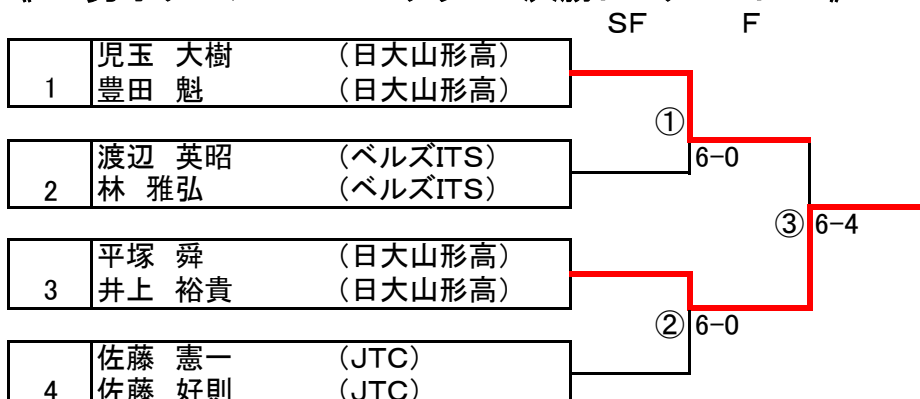 SF F
児玉 大樹 (日大山形高)
1 豊田 魁 (日大山形高)
①
渡辺 英昭 (ベルズITS) 6-0
2 林 雅弘 (ベルズITS)
③ 6-4
平塚 舜 (日大山形高)
3 井上 裕貴 (日大山形高)
② 6-0
佐藤 憲一 (JTC)
4 佐藤 好則 (JTC)